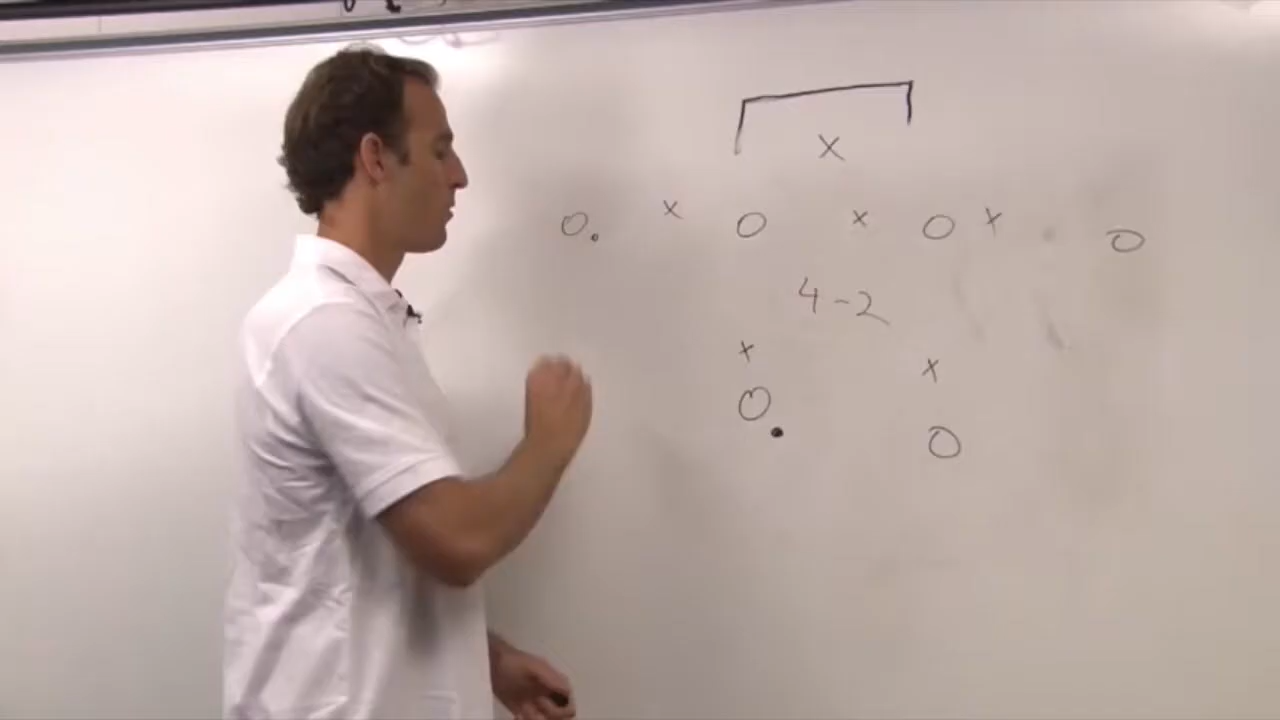 X
O. X O X O X O
4-2
X X
O. O